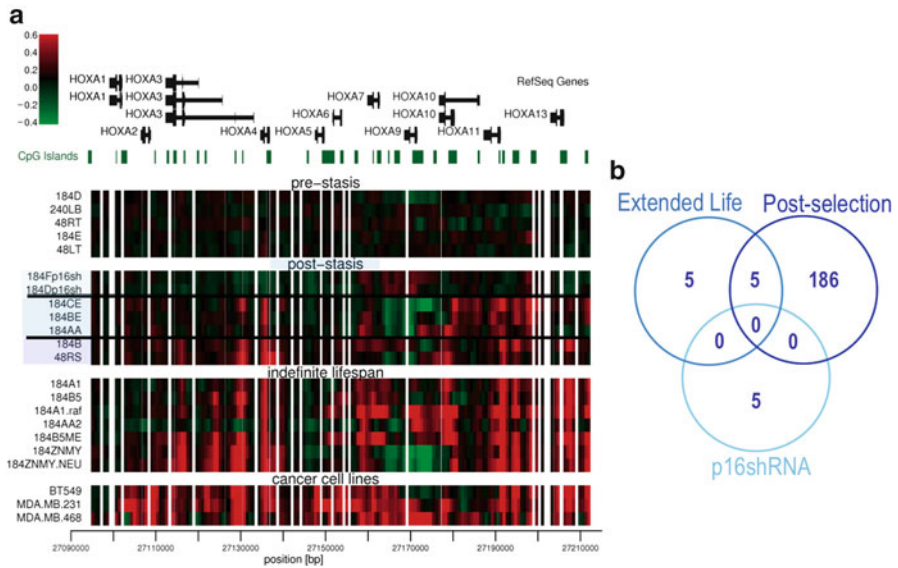 a
0.6
0.4
0.2
0
−0.2
−0.4
HOXA1 HOXA3 HOXA7 HOXA10 RefSeq Genes
HOXA1 HOXA3 HOXA6 HOXA10 HOXA13
HOXA3
HOXA2 HOXA4 HOXA5 HOXA9 HOXA11
CpG Islands
pre-stasis
184D
240LB
48RT
184E
48LT
post-stasis
184Fp16sh
184Dp16sh
184CE
184BE
184AA
184B
48RS
indefinite lifespan
184A1
184B5
184A1.raf
184AA2
184B5ME
184ZNMY
184ZNMY.NEU
cancer cell lines
BT549
MDA.MB.231
MDA.MB.468
27090000 27110000 27130000 27150000 27170000 27190000 27210000
position [bp]
b
Extended Life Post-selection
5 5 186
0 0 0
5
p16shRNA